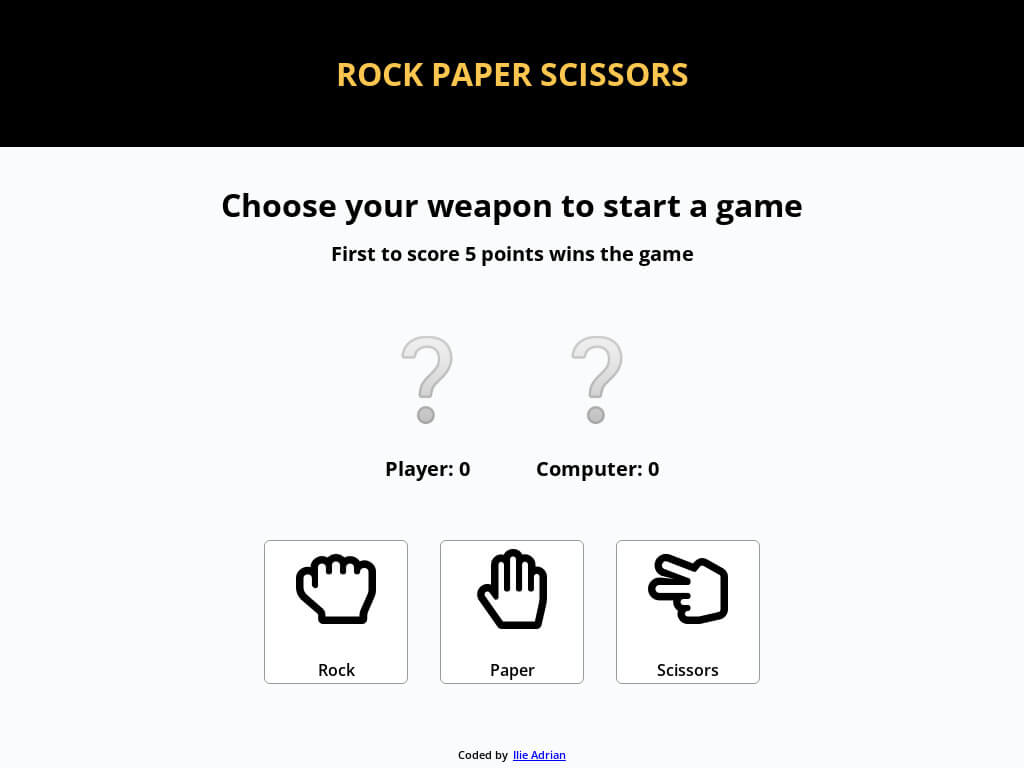 ROCK PAPER SCISSORS
Choose your weapon to start a game
First to score 5 points wins the game
? ?
Player: 0 Computer: 0
Rock Paper Scissors
Coded by Ilie Adrian